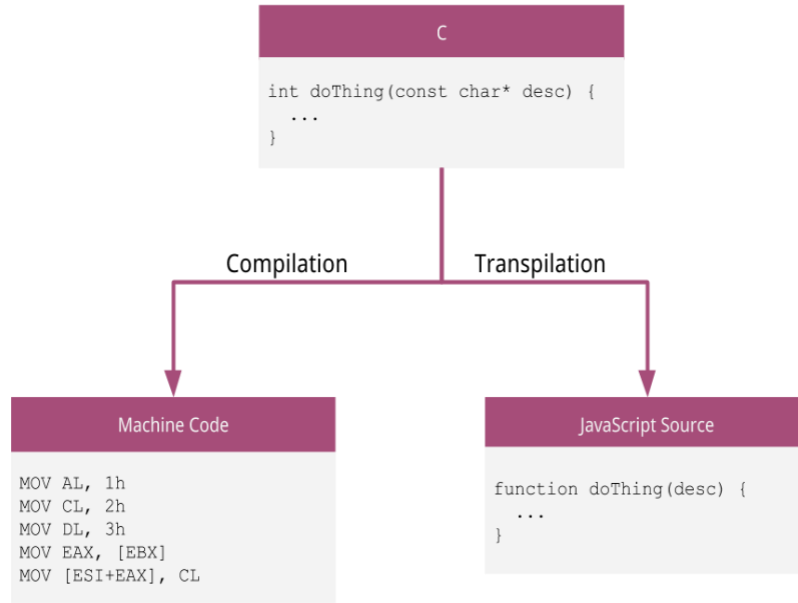 C
int doThing(const char* desc) {
...
}
Compilation
Transpilation
Machine Code
MOV AL, 1h
MOV CL, 2h
MOV DL, 3h
MOV EAX, [EBX]
MOV [ESI+EAX], CL
JavaScript Source
function doThing(desc) {
...
}